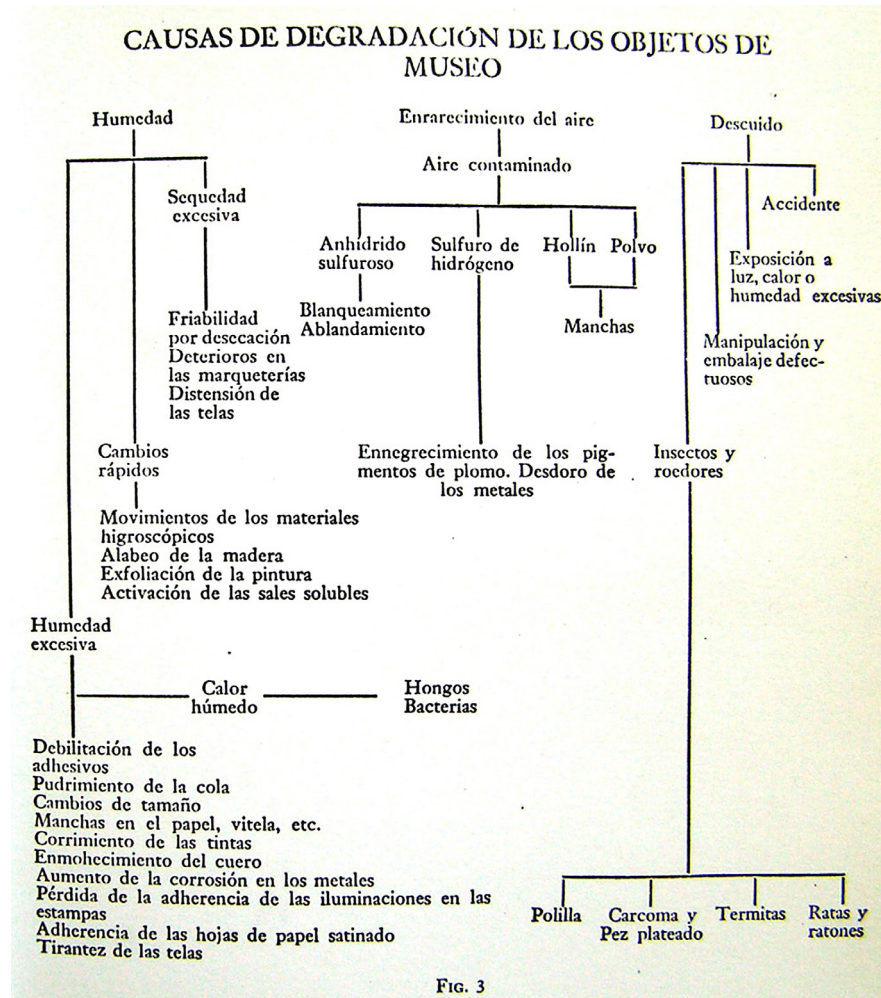 CAUSAS DE DEGRADACIÓN DE LOS OBJETOS DE
MUSEO
Humedad
Sequedad
excesiva
Friabilidad
por desecación
Deterioros en
las marqueterías
Distensión de
las telas
Cambios
rápidos
Movimientos de los materiales
higroscópicos
Alabeo de la madera
Exfoliación de la pintura
Activación de las sales solubles
Humedad
excesiva
Calor
húmedo
Hongos
Bacterias
Debilitación de los
adhesivos
Pudrimiento de la cola
Cambios de tamaño
Manchas en el papel, vitela, etc.
Corrimiento de las tintas
Enmohecimiento del cuero
Aumento de la corrosión en los metales
Pérdida de la adherencia de las iluminaciones en las
estampas
Adherencia de las hojas de papel satinado
Tirantez de las telas
Enrarecimiento del aire
Aire contaminado
Anhídrido
sulfuroso
Blanqueamiento
Ablandamiento
Sulfuro de
hidrógeno
Ennegrecimiento de los pig-
mentos de plomo. Desdoro de
los metales
Hollín
Polvo
Manchas
Descuido
Accidente
Exposición a
luz, calor o
humedad excesivas
Manipulación y
embalaje defec-
tuosos
Insectos y
roedores
Polilla
Carcoma y
Pez plateado
Termitas
Ratas y
ratones
FIG. 3